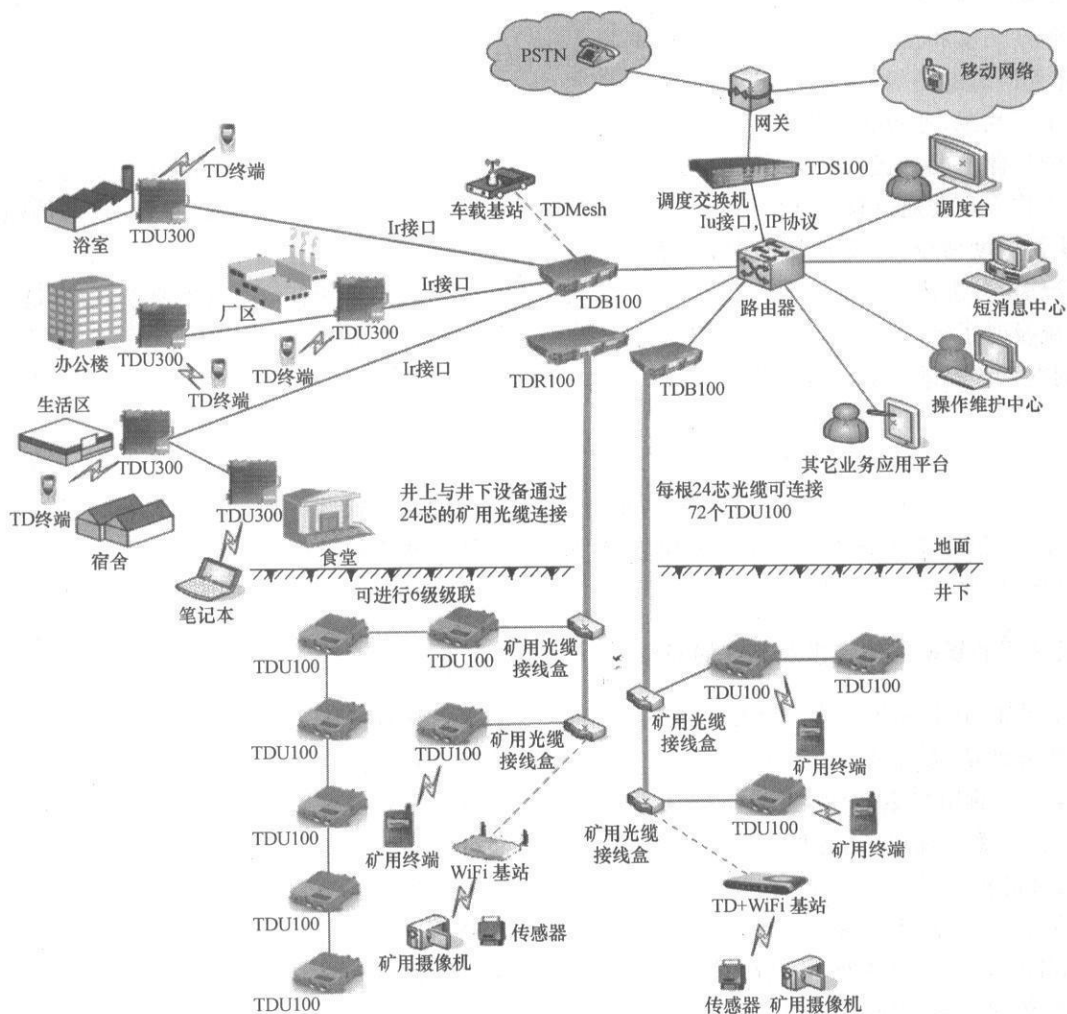 PSTN
移动网络
网关
TDS100
调度交换机
Iu接口, IP协议
调度台
TD终端
车载基站
TDMesh
浴室
TDU300
Ir接口
TDB100
路由器
短消息中心
厂区
Ir接口
办公楼
TDU300
TDU300
TD终端
TD终端
Ir接口
TDR100
TDB100
操作维护中心
生活区
TDU300
其它业务应用平台
TD终端
TDU300
宿舍
食堂
笔记本
井上与井下设备通过
24芯的矿用光缆连接
每根24芯光缆可连接
72个TDU100
地面
井下
可进行6级级联
TDU100
TDU100
矿用光缆
接线盒
TDU100
TDU100
TDU100
TDU100
矿用光缆
接线盒
矿用光缆
接线盒
矿用终端
TDU100
矿用终端
WiFi 基站
矿用光缆
接线盒
TDU100
矿用终端
TDU100
矿用摄像机
传感器
TD+WiFi 基站
TDU100
传感器
矿用摄像机